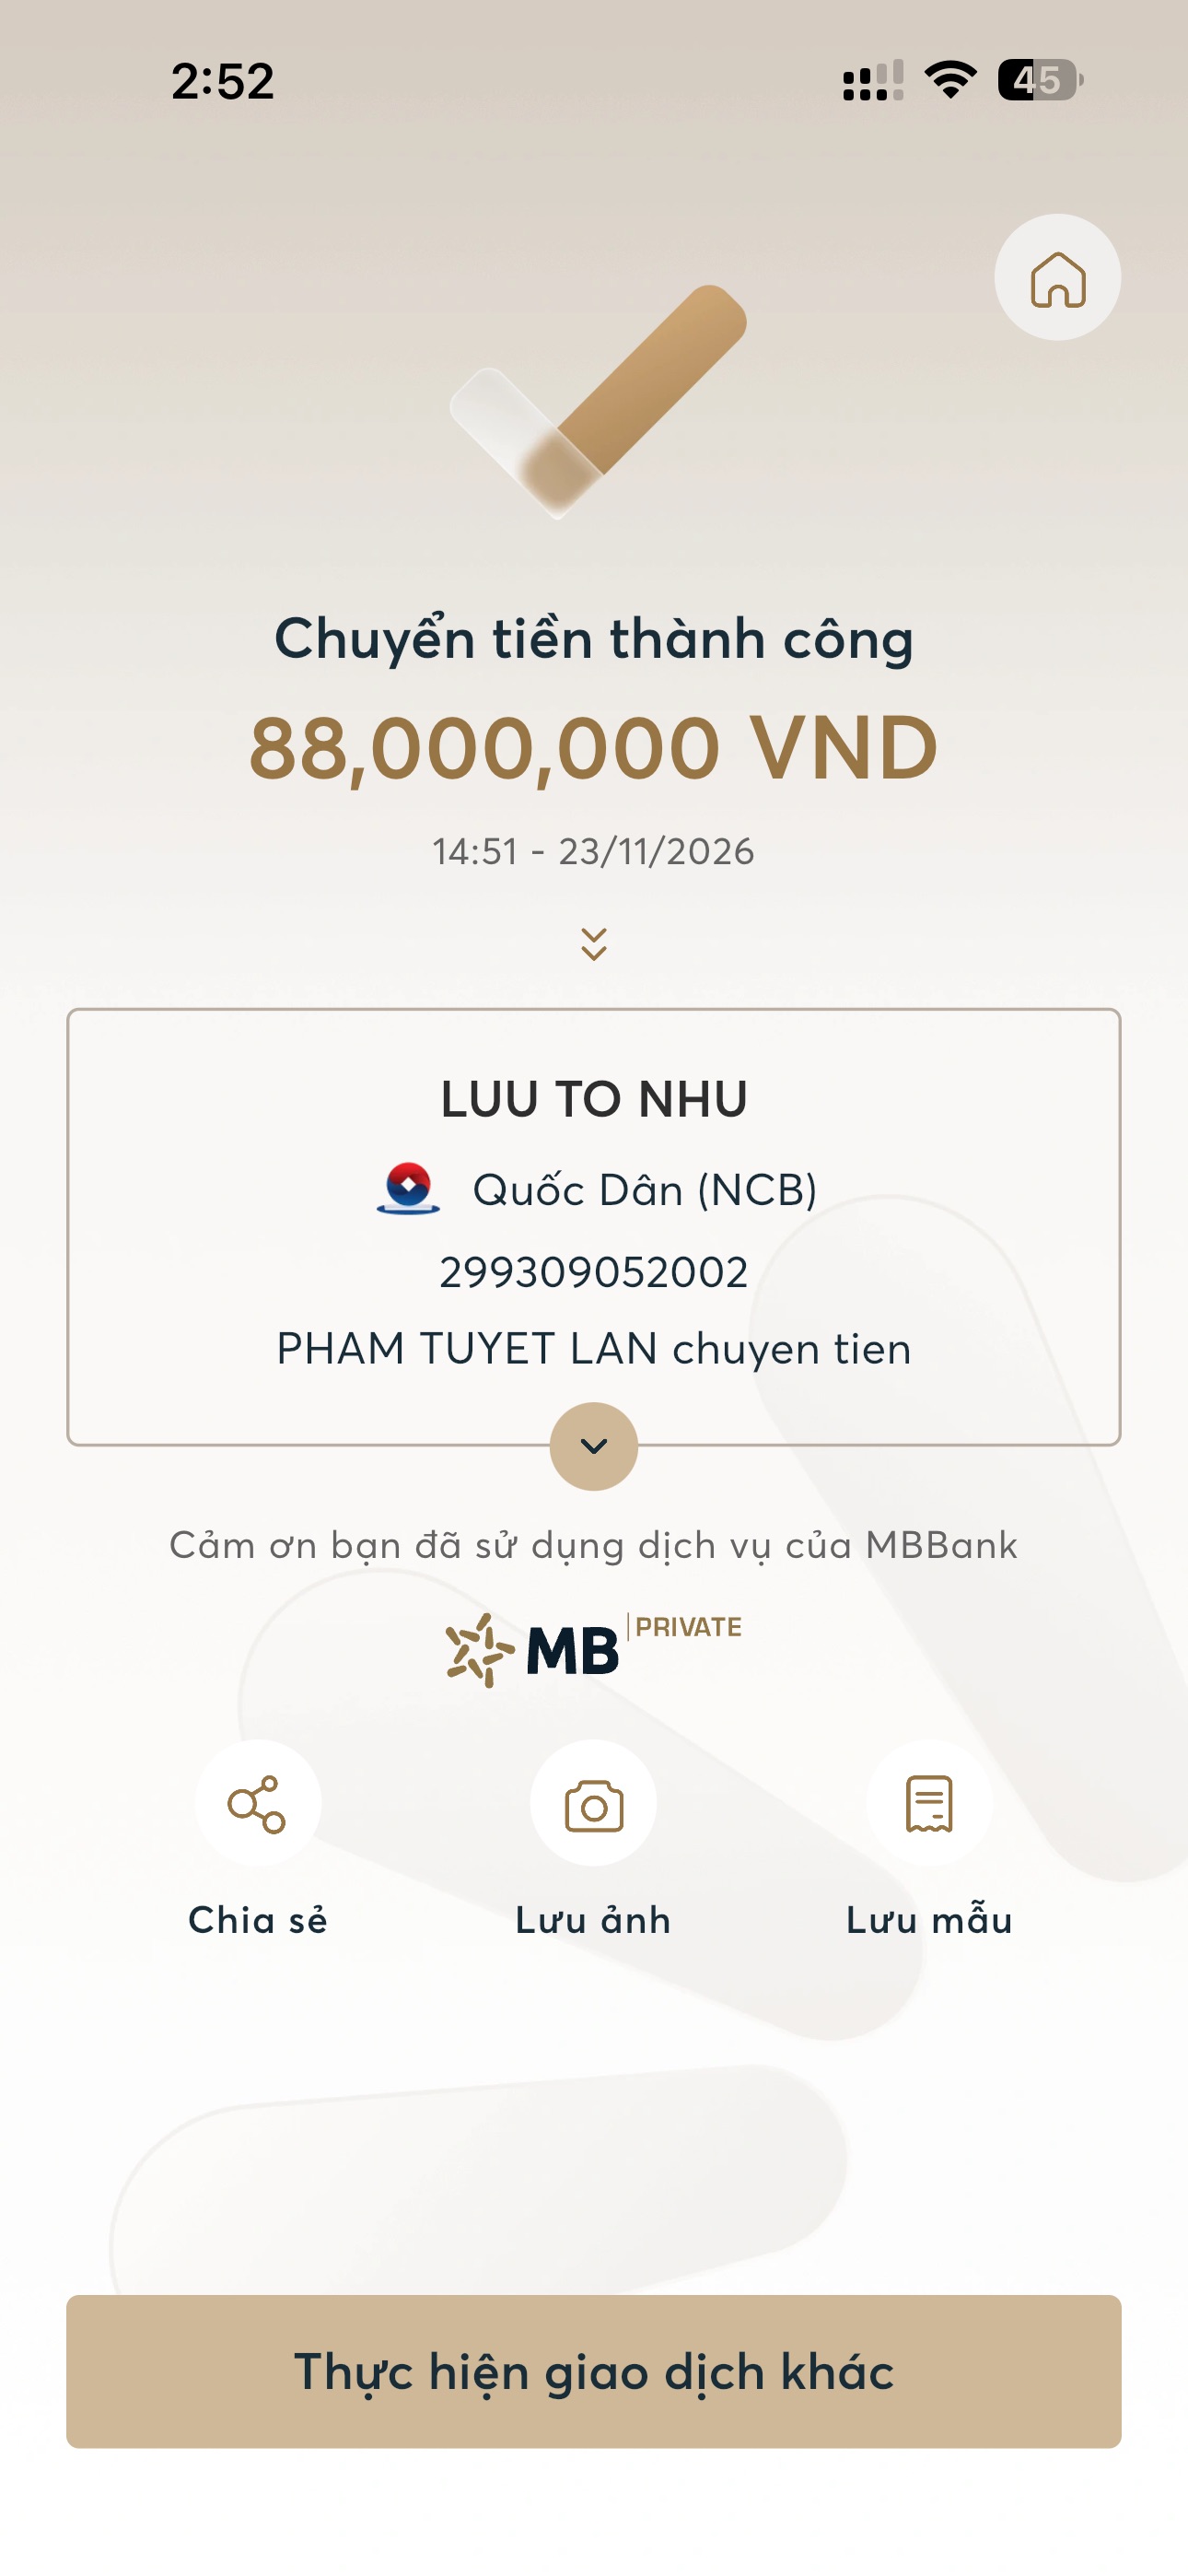 2:52
45
Chuyển tiền thành công
88,000,000 VND
14:51 - 23/11/2026
LUU TO NHU
Quốc Dân (NCB)
299309052002
PHAM TUYET LAN chuyen tien
Cảm ơn bạn đã sử dụng dịch vụ của MBBank
MB PRIVATE
Chia sẻ
Lưu ảnh
Lưu mẫu
Thực hiện giao dịch khác